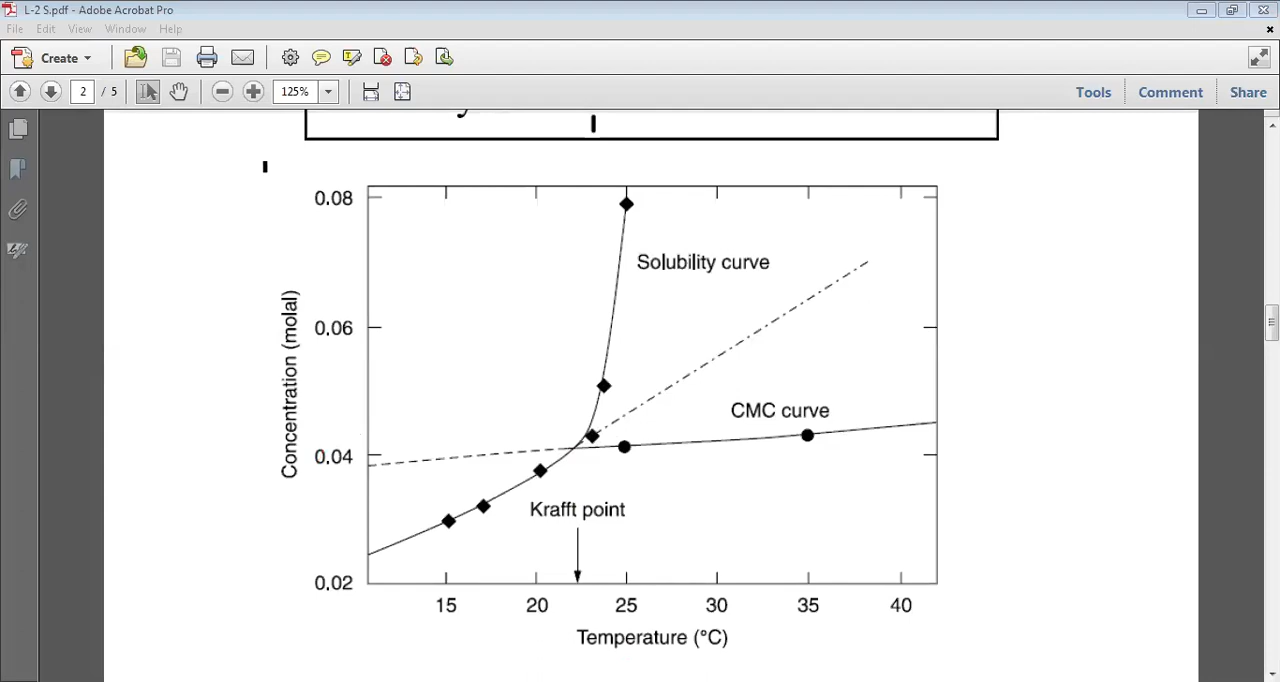 L-2 S.pdf - Adobe Acrobat Pro
File Edit View Window Help
Create
2 / 5 125% Tools Comment Share
0.08
Solubility curve
0.06
Concentration (molal)
CMC curve
0.04
Krafft point
0.02
15 20 25 30 35 40
Temperature (°C)